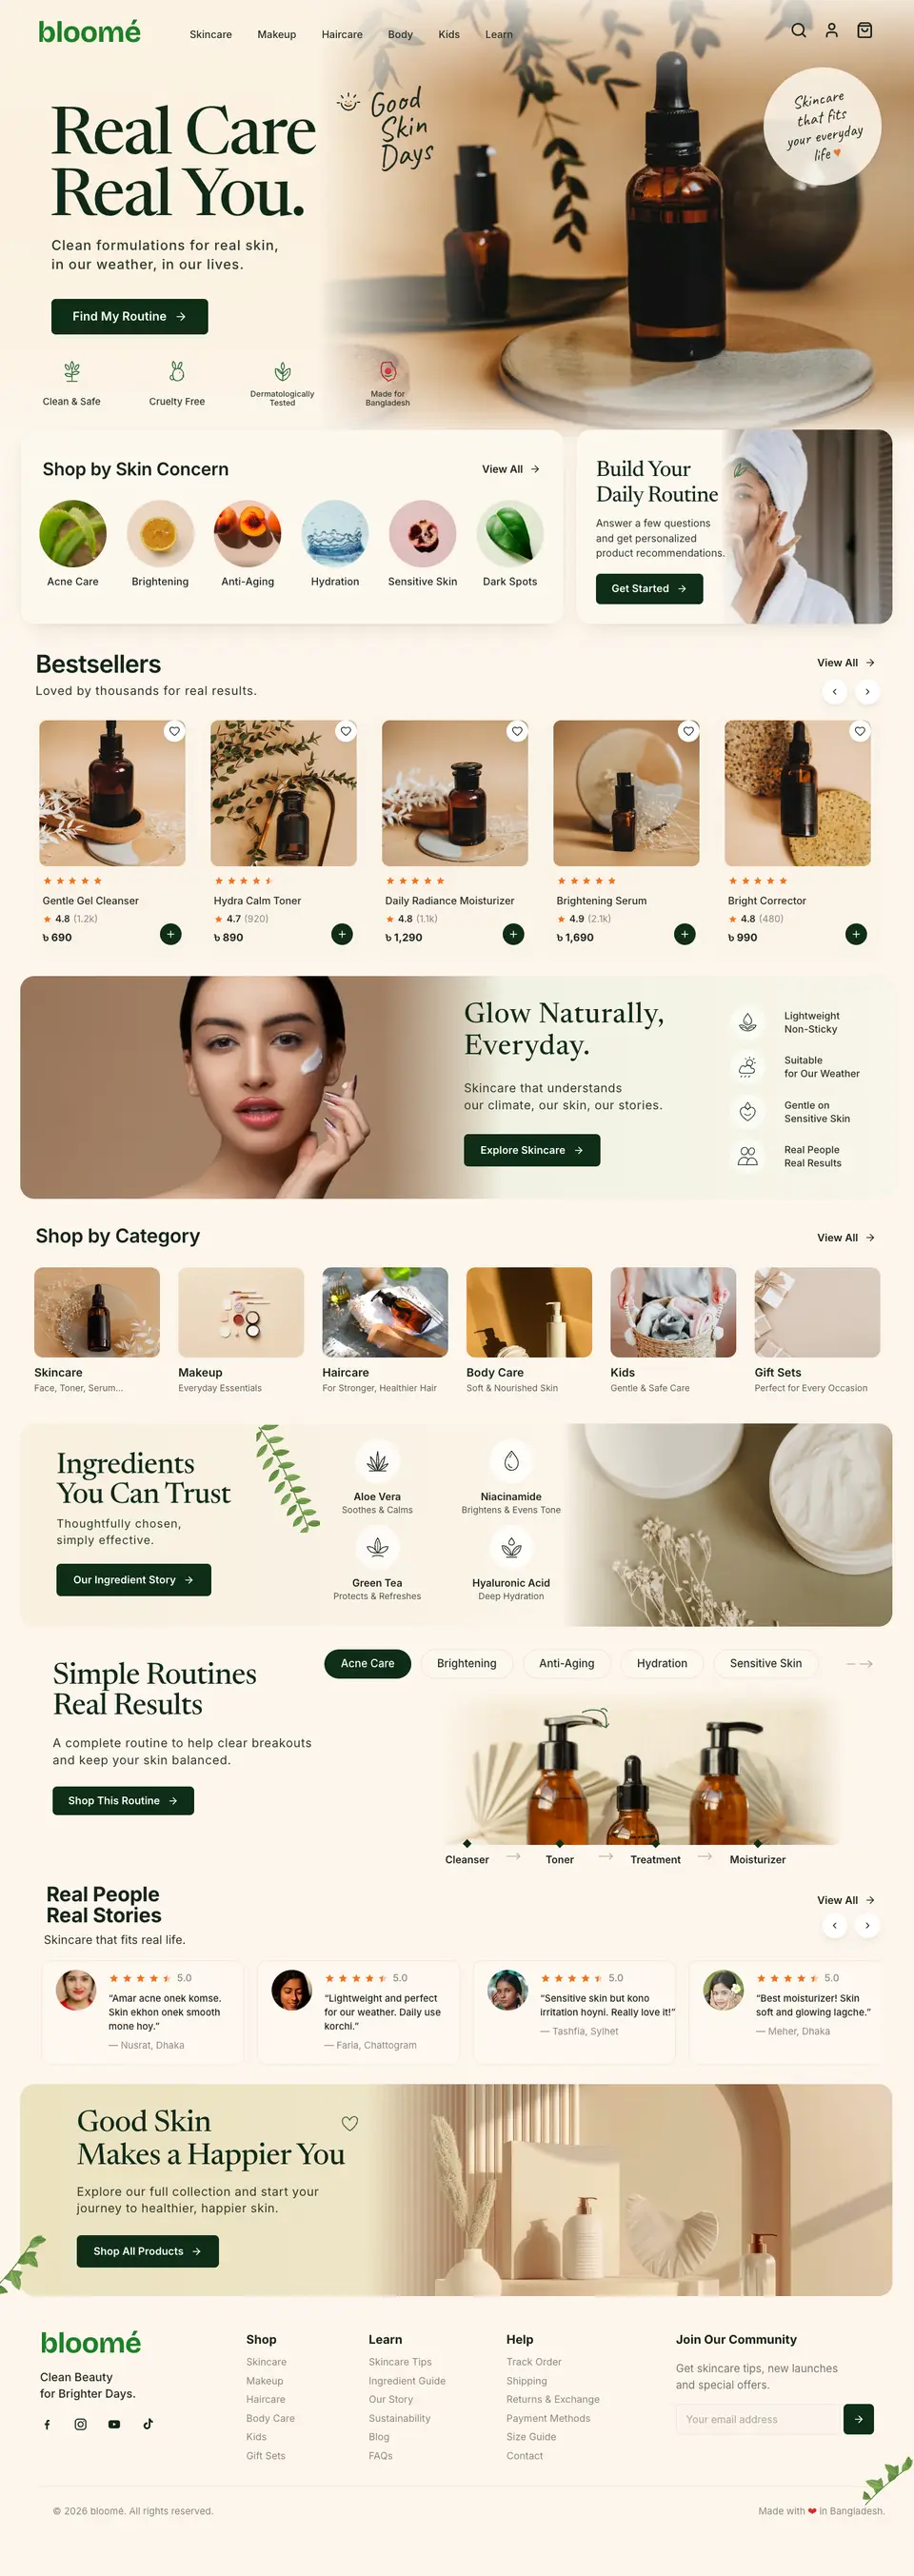 bloomé
Skincare Makeup Haircare Body Kids Learn
Real Care
Real You.
Good
Skin
Days
Skincare
that fits
your everyday
life
Clean formulations for real skin,
in our weather, in our lives.
Find My Routine →
Clean & Safe
Cruelty Free
Dermatologically
Tested
Made for
Bangladesh
Shop by Skin Concern
View All →
Acne Care
Brightening
Anti-Aging
Hydration
Sensitive Skin
Dark Spots
Build Your
Daily Routine
Answer a few questions
and get personalized
product recommendations.
Get Started →
Bestsellers
Loved by thousands for real results.
View All →
Gentle Gel Cleanser
4.8 (1.2k)
৳ 690
Hydra Calm Toner
4.7 (920)
৳ 890
Daily Radiance Moisturizer
4.8 (1.1k)
৳ 1,290
Brightening Serum
4.9 (2.1k)
৳ 1,690
Bright Corrector
4.8 (480)
৳ 990
Glow Naturally,
Everyday.
Skincare that understands
our climate, our skin, our stories.
Explore Skincare →
Lightweight
Non-Sticky
Suitable
for Our Weather
Gentle on
Sensitive Skin
Real People
Real Results
Shop by Category
View All →
Skincare
Face, Toner, Serum...
Makeup
Everyday Essentials
Haircare
For Stronger, Healthier Hair
Body Care
Soft & Nourished Skin
Kids
Gentle & Safe Care
Gift Sets
Perfect for Every Occasion
Ingredients
You Can Trust
Thoughtfully chosen,
simply effective.
Our Ingredient Story →
Aloe Vera
Soothes & Calms
Niacinamide
Brightens & Evens Tone
Green Tea
Protects & Refreshes
Hyaluronic Acid
Deep Hydration
Simple Routines
Real Results
A complete routine to help clear breakouts
and keep your skin balanced.
Shop This Routine →
Acne Care
Brightening
Anti-Aging
Hydration
Sensitive Skin
Cleanser → Toner → Treatment → Moisturizer
Real People
Real Stories
Skincare that fits real life.
View All →
5.0
“Amar acne onek komse.
Skin ekhon onek smooth
mone hoy.”
— Nusrat, Dhaka
5.0
“Lightweight and perfect
for our weather. Daily use
korchi.”
— Faria, Chattogram
5.0
“Sensitive skin but kono
irritation hoyni. Really love it!”
— Tashfia, Sylhet
5.0
“Best moisturizer! Skin
soft and glowing lagche.”
— Meher, Dhaka
Good Skin
Makes a Happier You
Explore our full collection and start your
journey to healthier, happier skin.
Shop All Products →
bloomé
Clean Beauty
for Brighter Days.
Shop
Skincare
Makeup
Haircare
Body Care
Kids
Gift Sets
Learn
Skincare Tips
Ingredient Guide
Our Story
Sustainability
Blog
FAQs
Help
Track Order
Shipping
Returns & Exchange
Payment Methods
Size Guide
Contact
Join Our Community
Get skincare tips, new launches
and special offers.
Your email address
© 2026 bloomé. All rights reserved.
Made with ❤ in Bangladesh.